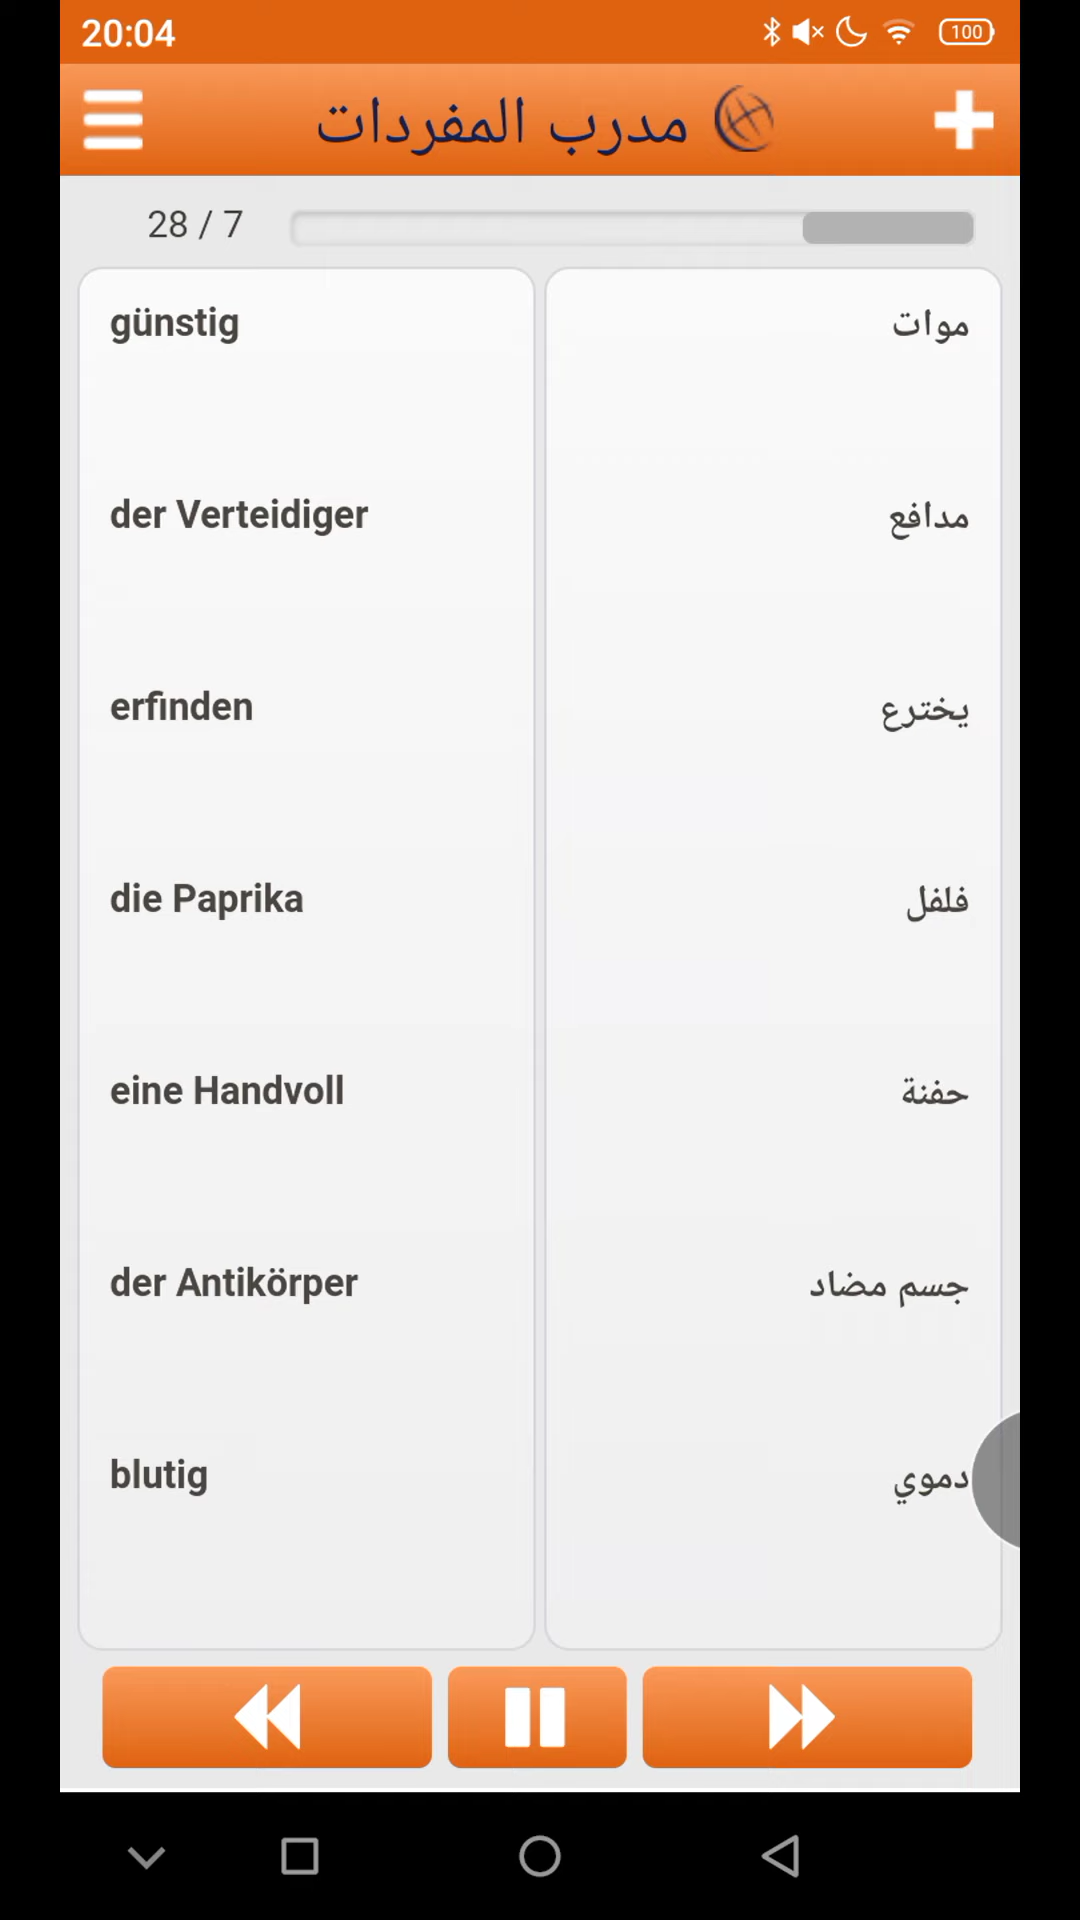 20:04
100
مدرب المفردات
28 / 7
günstig
موات
der Verteidiger
مدافع
erfinden
يخترع
die Paprika
فلفل
eine Handvoll
حفنة
der Antikörper
جسم مضاد
blutig
دموي